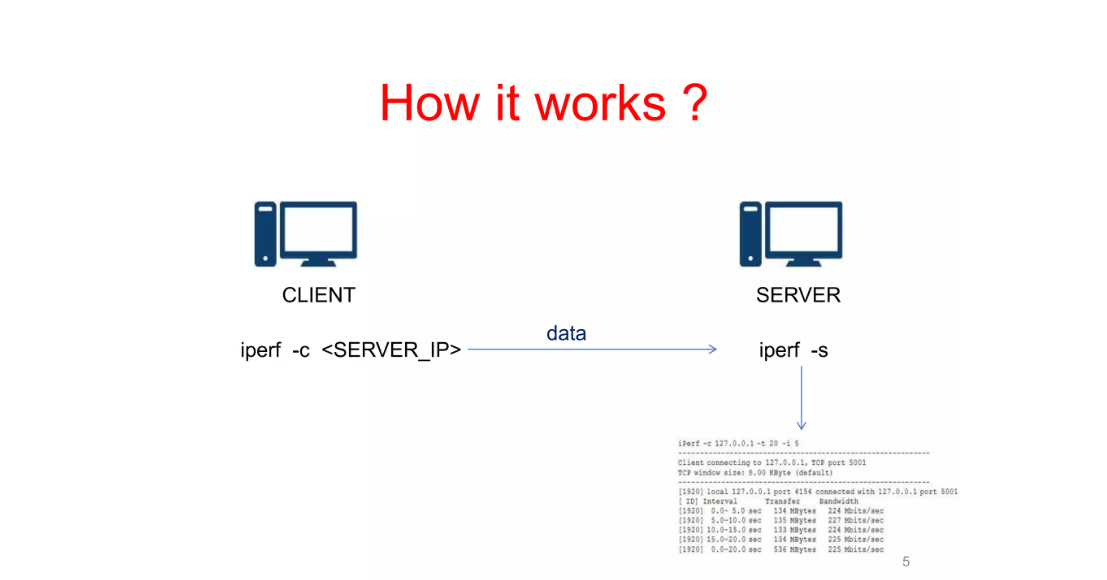 How it works ?
CLIENT
SERVER
iperf -c <SERVER_IP>
data
iperf -s
iPerf -c 127.0.0.1 -t 20 -i 5
------------------------------------------------------------
Client connecting to 127.0.0.1, TCP port 5001
TCP window size: 8.00 KByte (default)
------------------------------------------------------------
[1920] local 127.0.0.1 port 4154 connected with 127.0.0.1 port 5001
[ ID] Interval Transfer Bandwidth
[1920] 0.0- 5.0 sec 134 MBytes 224 Mbits/sec
[1920] 5.0-10.0 sec 135 MBytes 227 Mbits/sec
[1920] 10.0-15.0 sec 133 MBytes 224 Mbits/sec
[1920] 15.0-20.0 sec 134 MBytes 225 Mbits/sec
[1920] 0.0-20.0 sec 536 MBytes 225 Mbits/sec
5